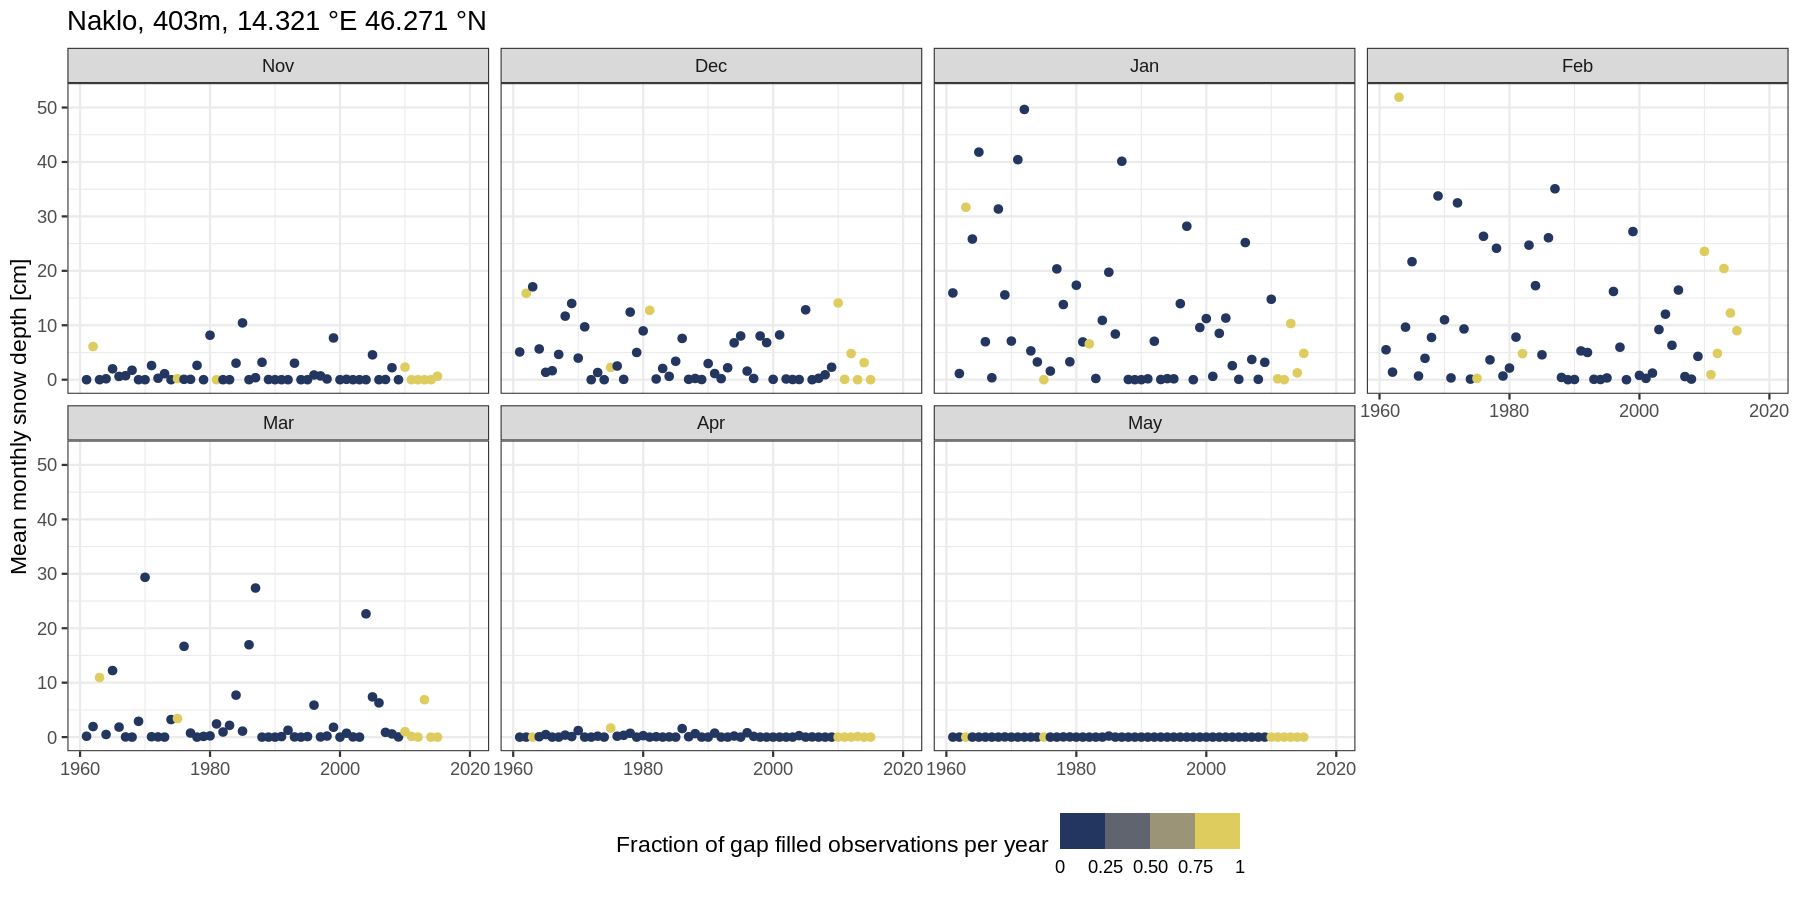 Naklo, 403m, 14.321 °E 46.271 °N
Nov Dec Jan Feb
50
40
30
20
10
0
1960 1980 2000 2020
Mar Apr May
50
40
30
20
10
0
1960 1980 2000 2020 1960 1980 2000 2020 1960 1980 2000 2020
Mean monthly snow depth [cm]
Fraction of gap filled observations per year
0 0.25 0.50 0.75 1